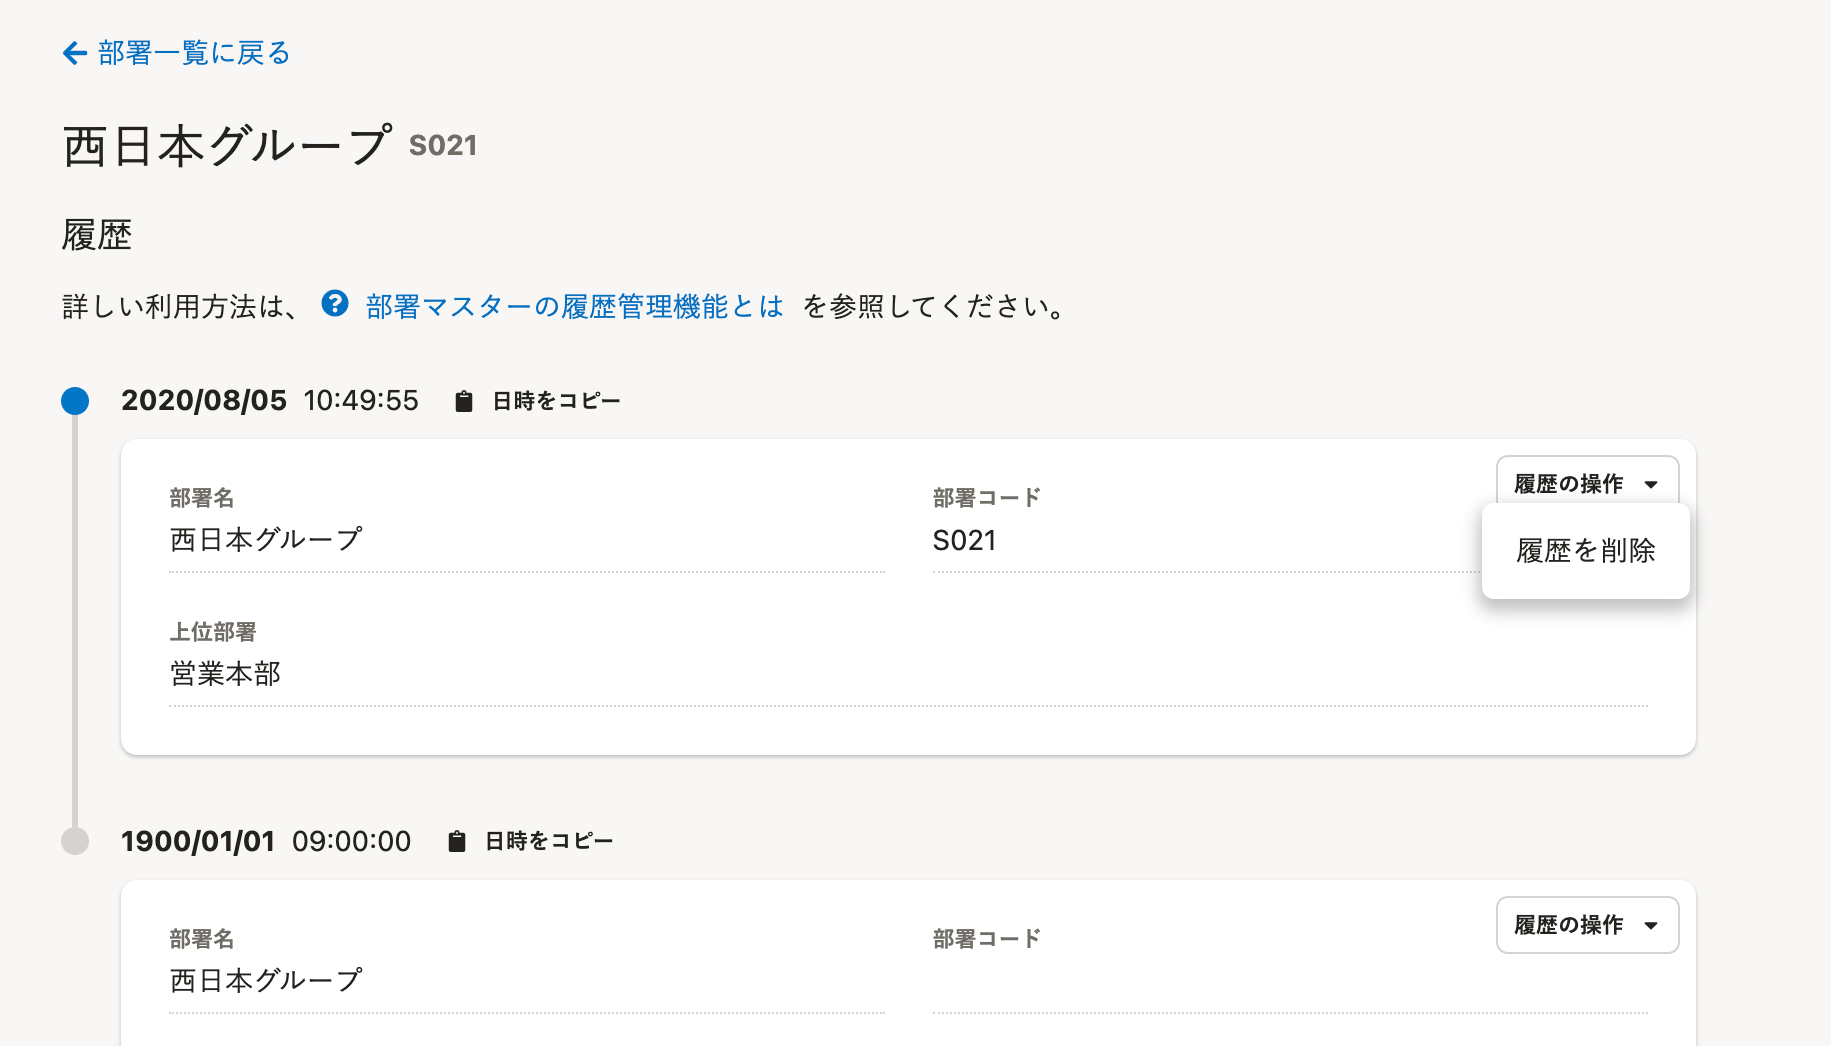 部署一覧に戻る
西日本グループ S021
履歴
詳しい利用方法は、 部署マスターの履歴管理機能とは を参照してください。
2020/08/05 10:49:55 日時をコピー
履歴の操作
部署名 部署コード
西日本グループ S021
履歴を削除
上位部署
営業本部
1900/01/01 09:00:00 日時をコピー
履歴の操作
部署名 部署コード
西日本グループ